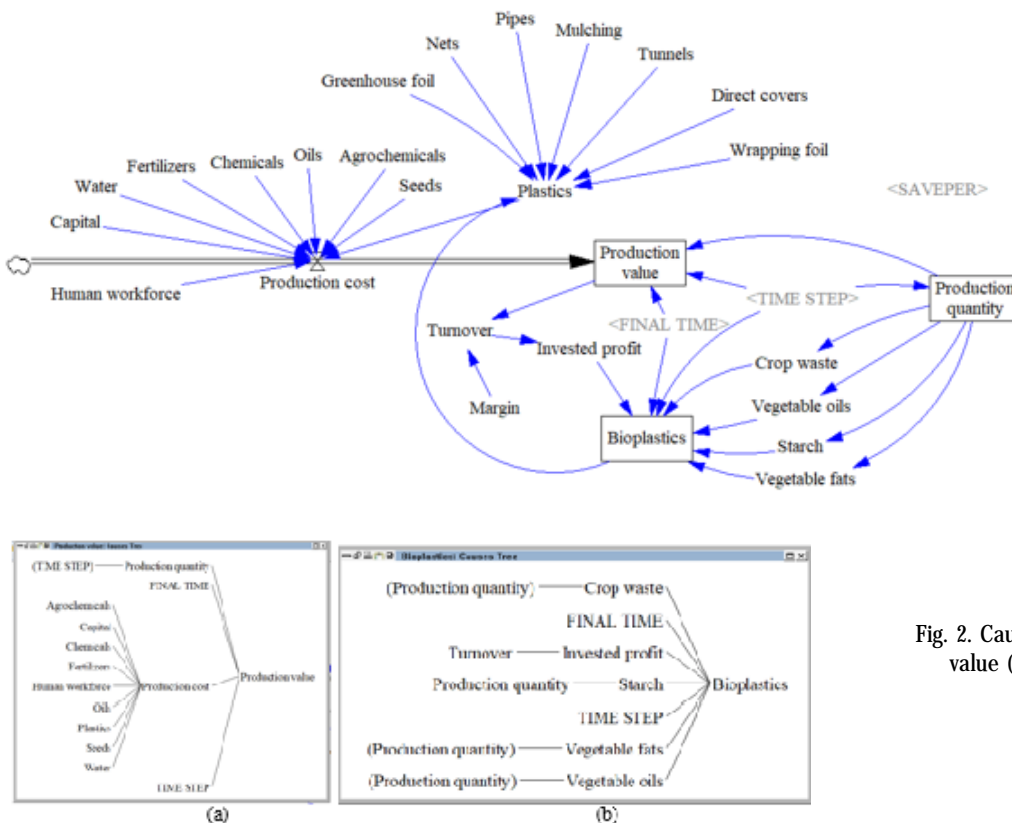 Pipes
Mulching
Nets
Tunnels
Greenhouse foil
Direct covers
Wrapping foil
Plastics
Agrochemicals
Oils
Chemicals
Fertilizers
Seeds
Water
Capital
<SAVEPER>
Human workforce
Production cost
Production
value
Production
quantity
<TIME STEP>
<FINAL TIME>
Turnover
Invested profit
Margin
Crop waste
Vegetable oils
Starch
Vegetable fats
Bioplastics
Production value: Causes Tree
(TIME STEP) Production quantity
FINAL TIME
Agrochemicals
Capital
Chemicals
Fertilizers
Human workforce Production cost Production value
Oils
Plastics
Seeds
Water
TIME STEP
(a)
Bioplastics: Causes Tree
(Production quantity) Crop waste
FINAL TIME
Turnover Invested profit
Production quantity Starch Bioplastics
TIME STEP
(Production quantity) Vegetable fats
(Production quantity) Vegetable oils
(b)
Fig. 2. Cau
value (